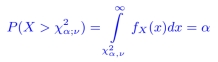 P(X > χ²_{α;ν}) = ∫_{χ²_{α,ν}}^{∞} f_X(x)dx = α